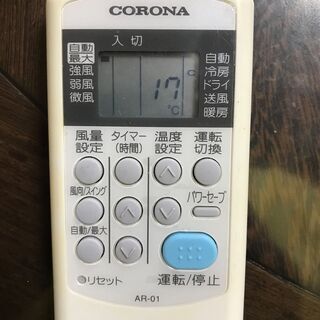 CORONA
入 切
自動
最大
強風
弱風
微風
17
℃
自動
冷房
ドライ
送風
暖房
風量
設定
タイマー
(時間)
温度
設定
運転
切換
風向/スイング
パワーセーブ
自動/最大
リセット
運転/停止
AR-01